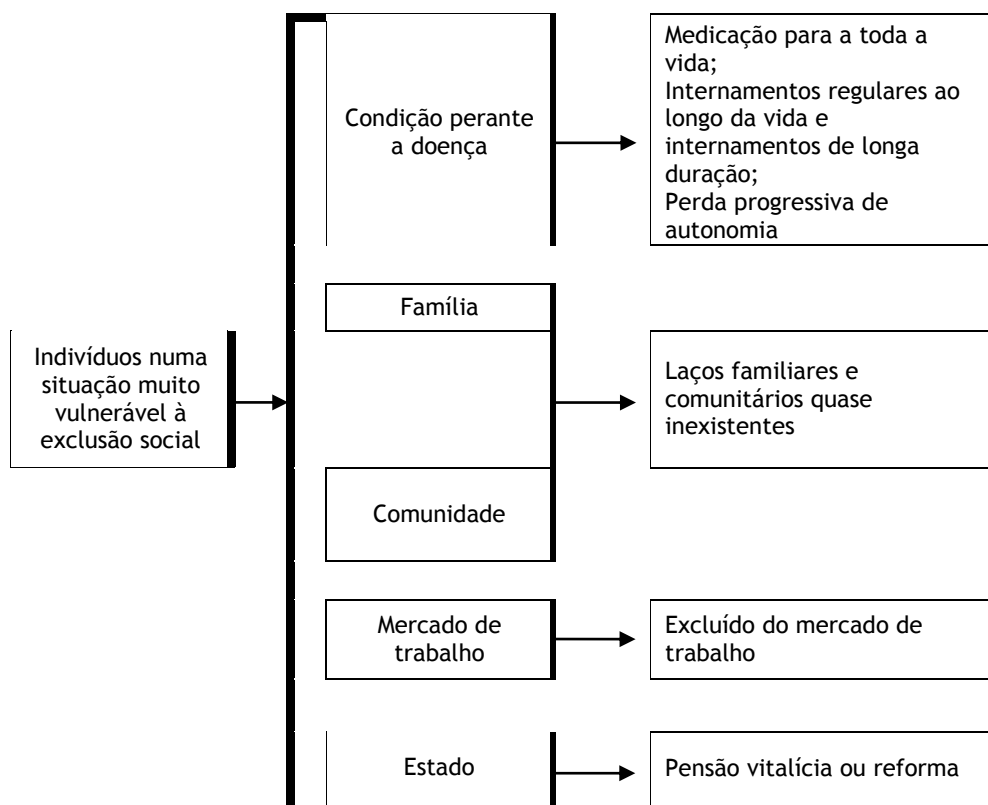 Indivíduos numa
situação muito
vulnerável à
exclusão social
Condição perante
a doença
Medicação para a toda a
vida;
Internamentos regulares ao
longo da vida e
internamentos de longa
duração;
Perda progressiva de
autonomia
Família
Comunidade
Laços familiares e
comunitários quase
inexistentes
Mercado de
trabalho
Excluído do mercado de
trabalho
Estado
Pensão vitalícia ou reforma